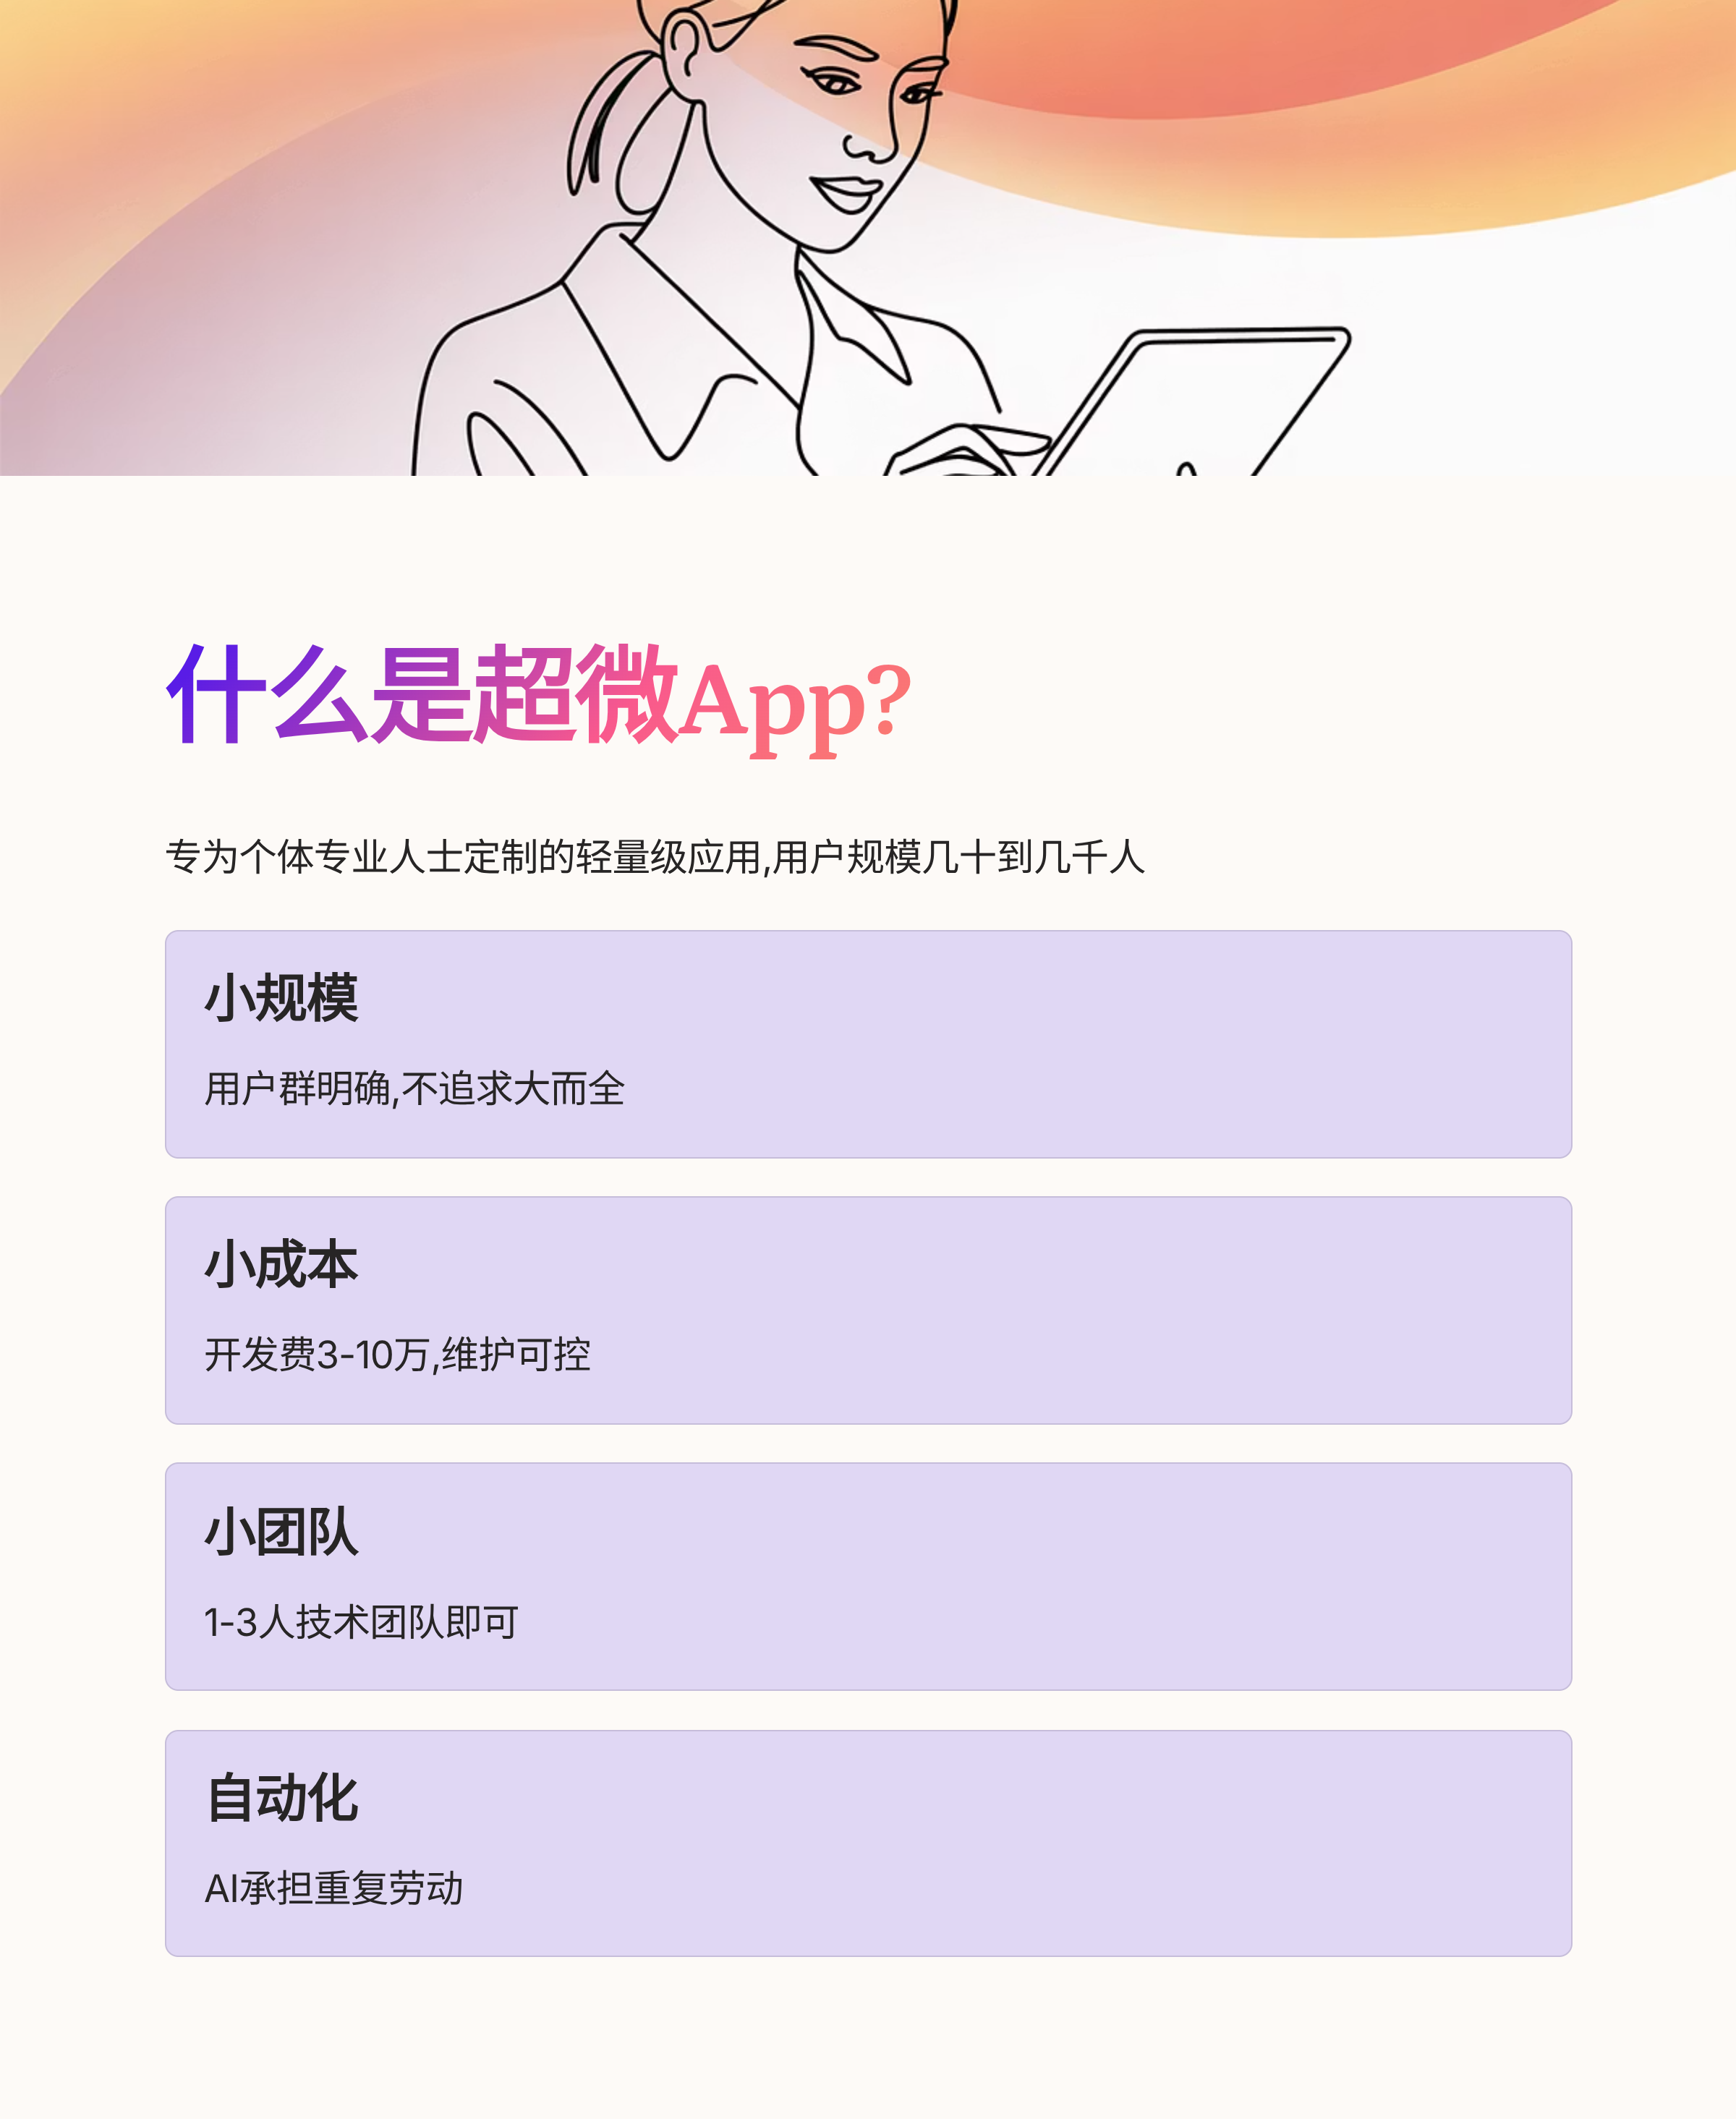 什么是超微App?
专为个体专业人士定制的轻量级应用,用户规模几十到几千人
小规模
用户群明确,不追求大而全
小成本
开发费3-10万,维护可控
小团队
1-3人技术团队即可
自动化
AI承担重复劳动